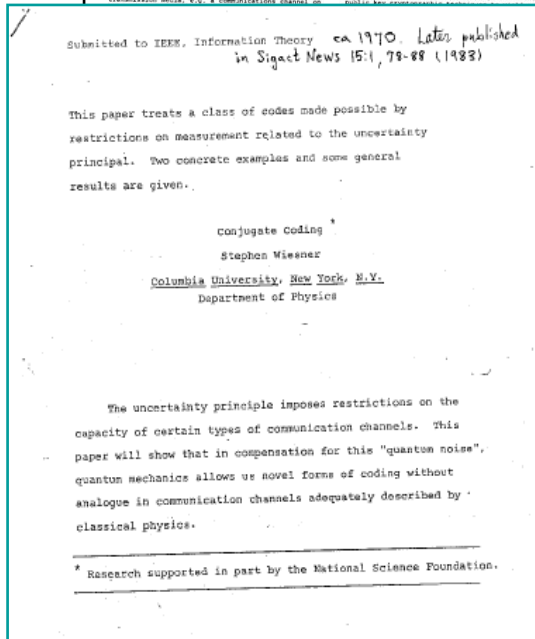 Submitted to IEEE, Information Theory ca 1970. Later published
in Sigact News 15:1, 78-88 (1983)
This paper treats a class of codes made possible by
restrictions on measurement related to the uncertainty
principal. Two concrete examples and some general
results are given.
Conjugate Coding *
Stephen Wiesner
Columbia University, New York, N.Y.
Department of Physics
The uncertainty principle imposes restrictions on the
capacity of certain types of communication channels. This
paper will show that in compensation for this "quantum noise",
quantum mechanics allows us novel forms of coding without
analogue in communication channels adequately described by
classical physics.
* Research supported in part by the National Science Foundation.